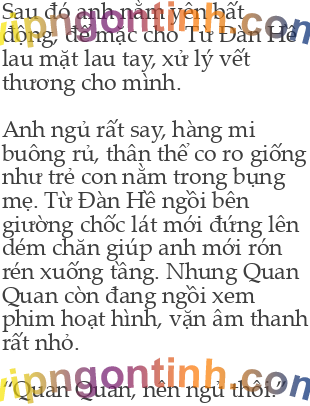 Sau đó anh nằm yên bất
động, để mặc cho Từ Đàn Hề
lau mặt lau tay, xử lý vết
thương cho mình.
Anh ngủ rất say, hàng mi
buông rủ, thân thể co ro giống
như trẻ con nằm trong bụng
mẹ. Từ Đàn Hề ngồi bên
giường chốc lát mới đứng lên
dém chăn giúp anh mới rón
rén xuống tầng. Nhung Quan
Quan còn đang ngồi xem
phim hoạt hình, vặn âm thanh
rất nhỏ.
“Quan Quan, nên ngủ thôi.”
vipngontinh.com
vipngontinh.com